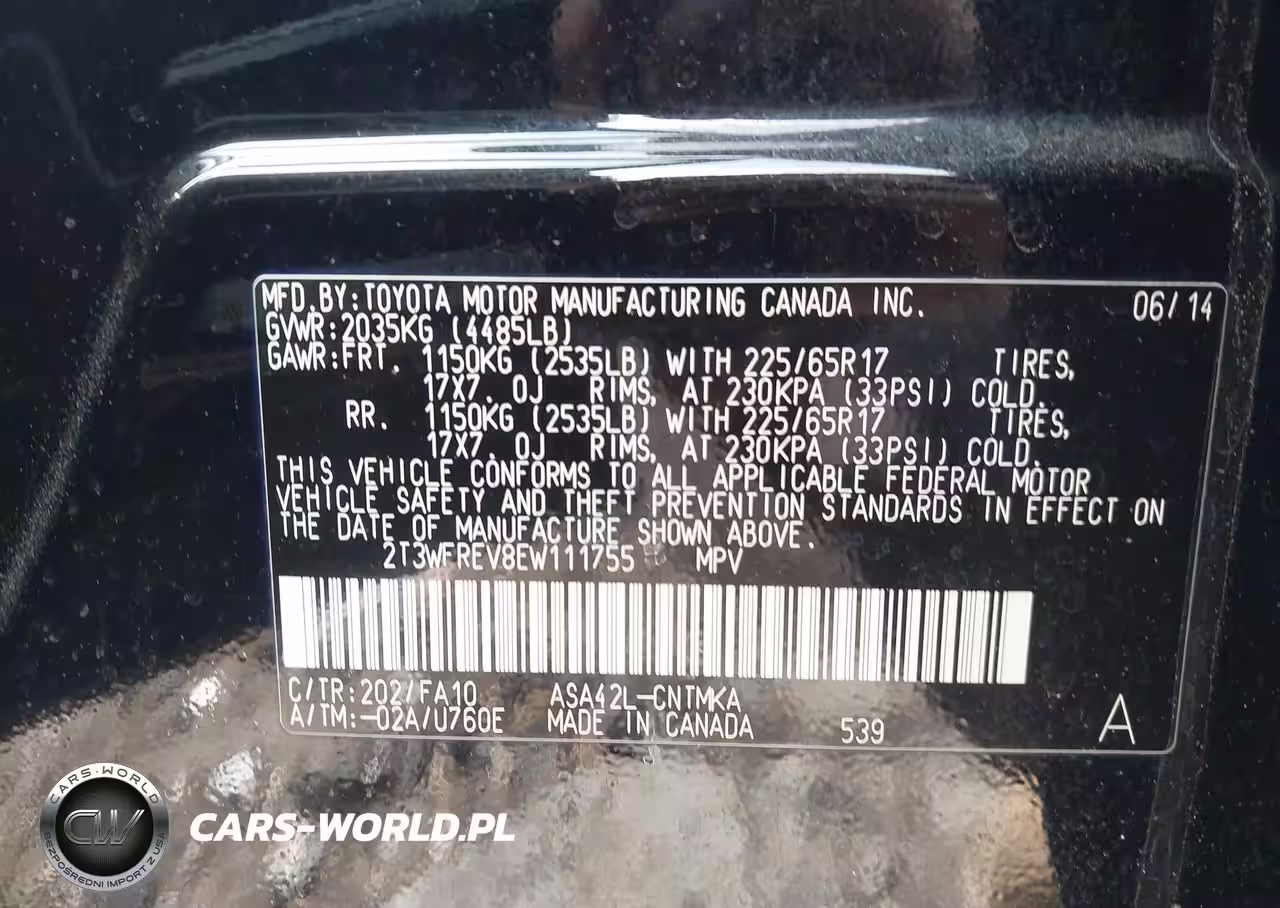 MFD.BY:TOYOTA MOTOR MANUFACTURING CANADA INC. 06/14
GVWR:2035KG (4485LB)
GAWR:FRT. 1150KG (2535LB) WITH 225/65R17 TIRES,
17X7.0J RIMS, AT 230KPA (33PSI) COLD.
RR. 1150KG (2535LB) WITH 225/65R17 TIRES,
17X7.0J RIMS, AT 230KPA (33PSI) COLD.
THIS VEHICLE CONFORMS TO ALL APPLICABLE FEDERAL MOTOR
VEHICLE SAFETY AND THEFT PREVENTION STANDARDS IN EFFECT ON
THE DATE OF MANUFACTURE SHOWN ABOVE.
2T3WFREV8EW111755 MPV
C/TR:202/FA10 ASA42L-CNTMKA
A/TM:-02A/U760E MADE IN CANADA 539 A
CARS-WORLD
CW
BEZPOŚREDNI IMPORT Z USA
CARS-WORLD.PL